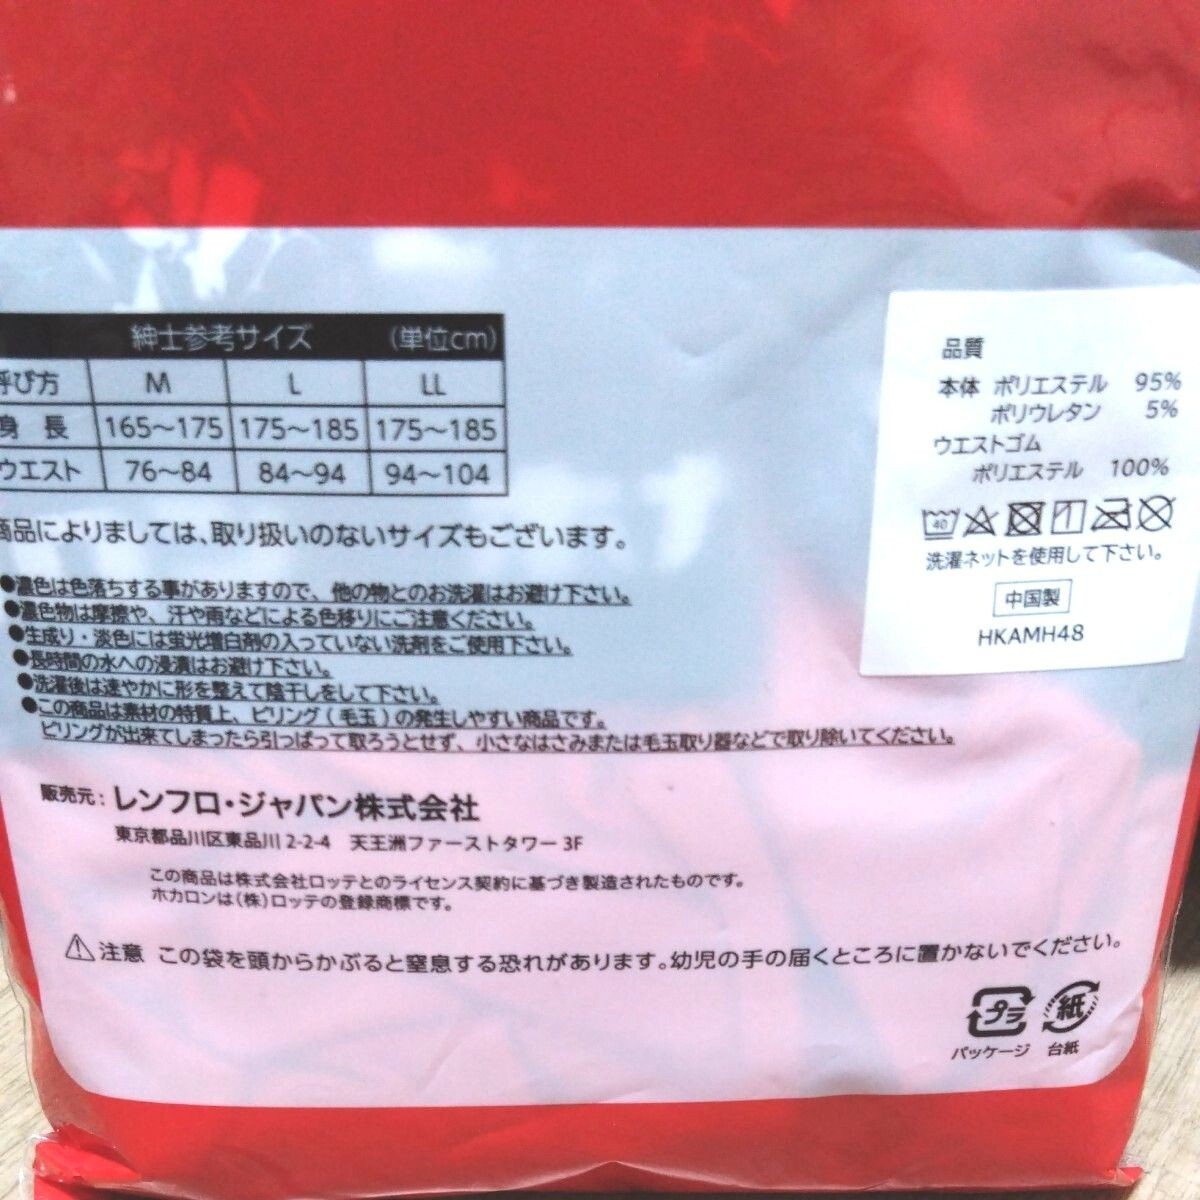 紳士参考サイズ (単位cm)
呼び方 M L LL
身長 165～175 175～185 175～185
ウエスト 76～84 84～94 94～104
商品によりましては、取り扱いのないサイズもございます。
●濃色は色落ちする事がありますので、他の物とのお洗濯はお避け下さい。
●濃色物は摩擦や、汗や雨などによる色移りにご注意ください。
●生成り・淡色には蛍光増白剤の入っていない洗剤をご使用下さい。
●長時間の水への浸漬はお避け下さい。
●洗濯後は速やかに形を整えて陰干しをして下さい。
●この商品は素材の特質上、ピリング(毛玉)の発生しやすい商品です。
ピリングが出来てしまったら引っぱって取ろうとせず、小さなはさみまたは毛玉取り器などで取り除いてください。
販売元:レンフロ・ジャパン株式会社
東京都品川区東品川2-2-4 天王洲ファーストタワー3F
この商品は株式会社ロッテとのライセンス契約に基づき製造されたものです。
ホカロンは(株)ロッテの登録商標です。
注意 この袋を頭からかぶると窒息する恐れがあります。幼児の手の届くところに置かないでください。
プラ 紙
パッケージ 台紙
品質
本体 ポリエステル 95%
ポリウレタン 5%
ウエストゴム
ポリエステル 100%
40
洗濯ネットを使用して下さい。
中国製
HKAMH48